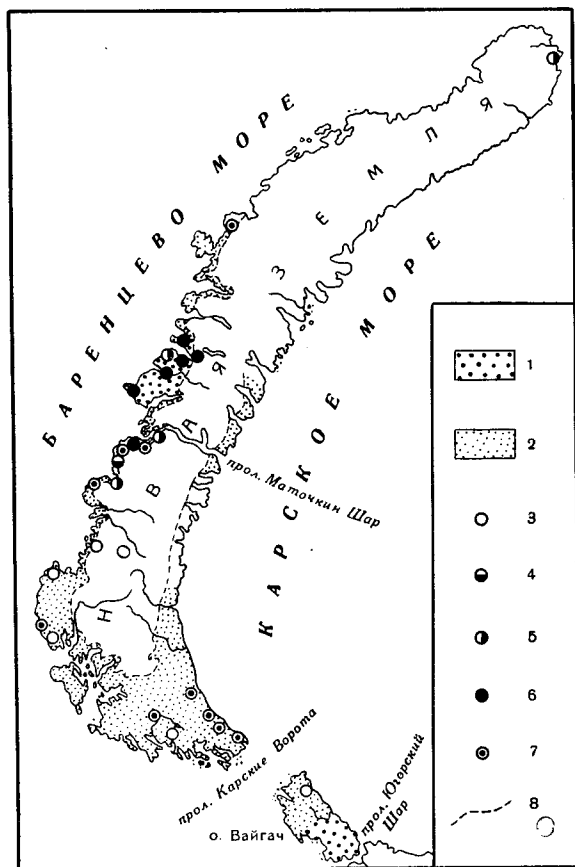 БАРЕНЦЕВО МОРЕ
НОВАЯ ЗЕМЛЯ
КАРСКОЕ МОРЕ
прол. Маточкин Шар
прол. Карские Ворота
прол. Югорский
Шар
о. Вайгач
1
2
3
4
5
6
7
8